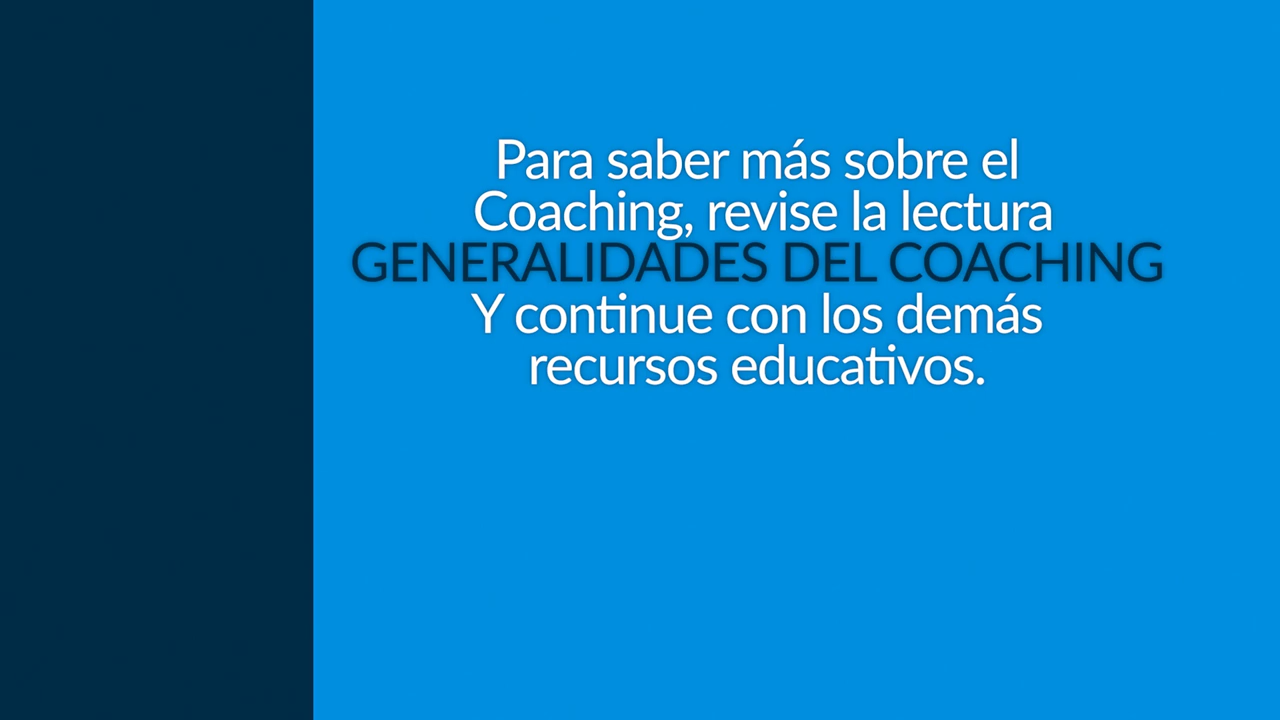 Para saber más sobre el
Coaching, revise la lectura
GENERALIDADES DEL COACHING
Y continue con los demás
recursos educativos.